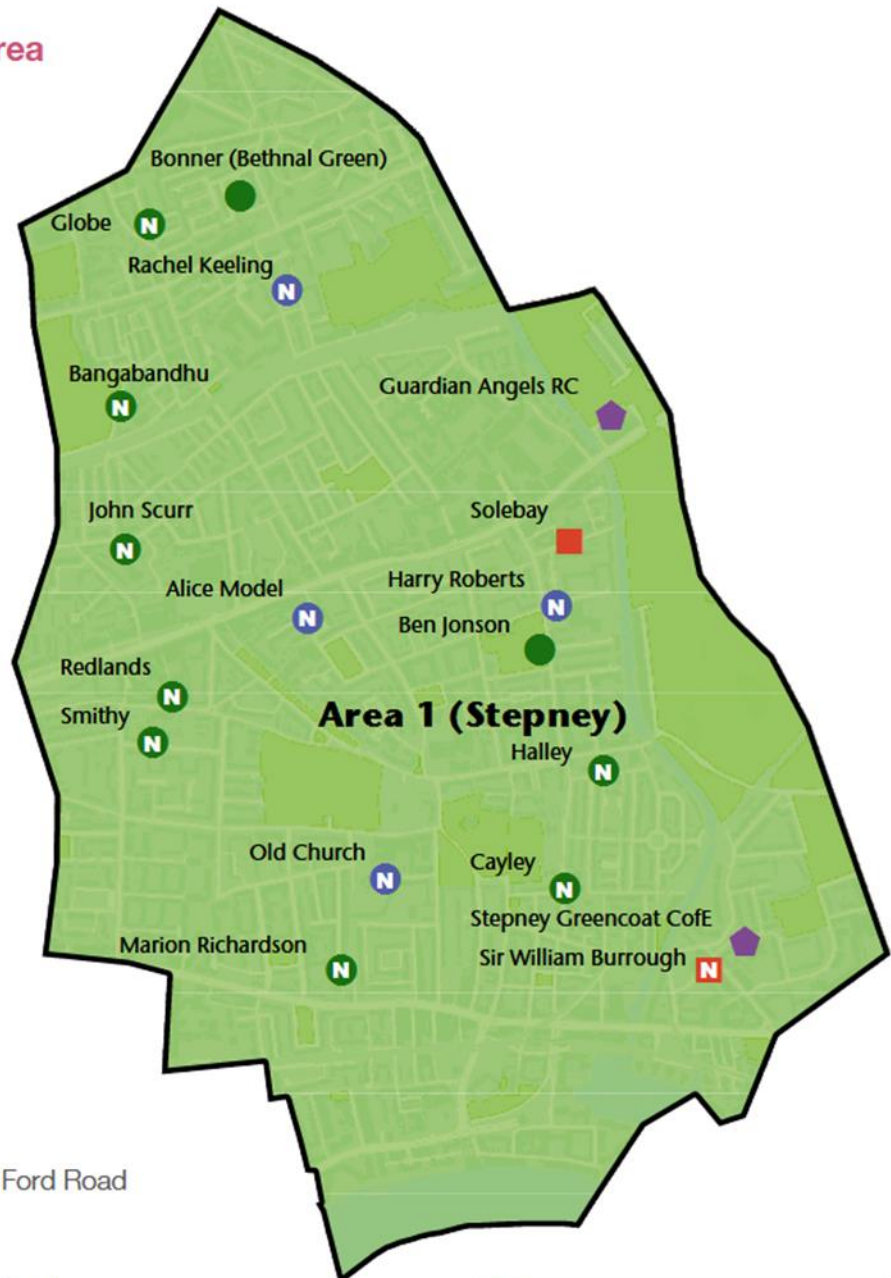 rea
Bonner (Bethnal Green)
Globe
N
Rachel Keeling
N
Bangabandhu
N
Guardian Angels RC
John Scurr
N
Solebay
Alice Model
N
Harry Roberts
N
Ben Jonson
Redlands
N
Smithy
N
Area 1 (Stepney)
Halley
N
Old Church
N
Cayley
N
Stepney Greencoat CofE
Marion Richardson
N
Sir William Burrough
N
Ford Road